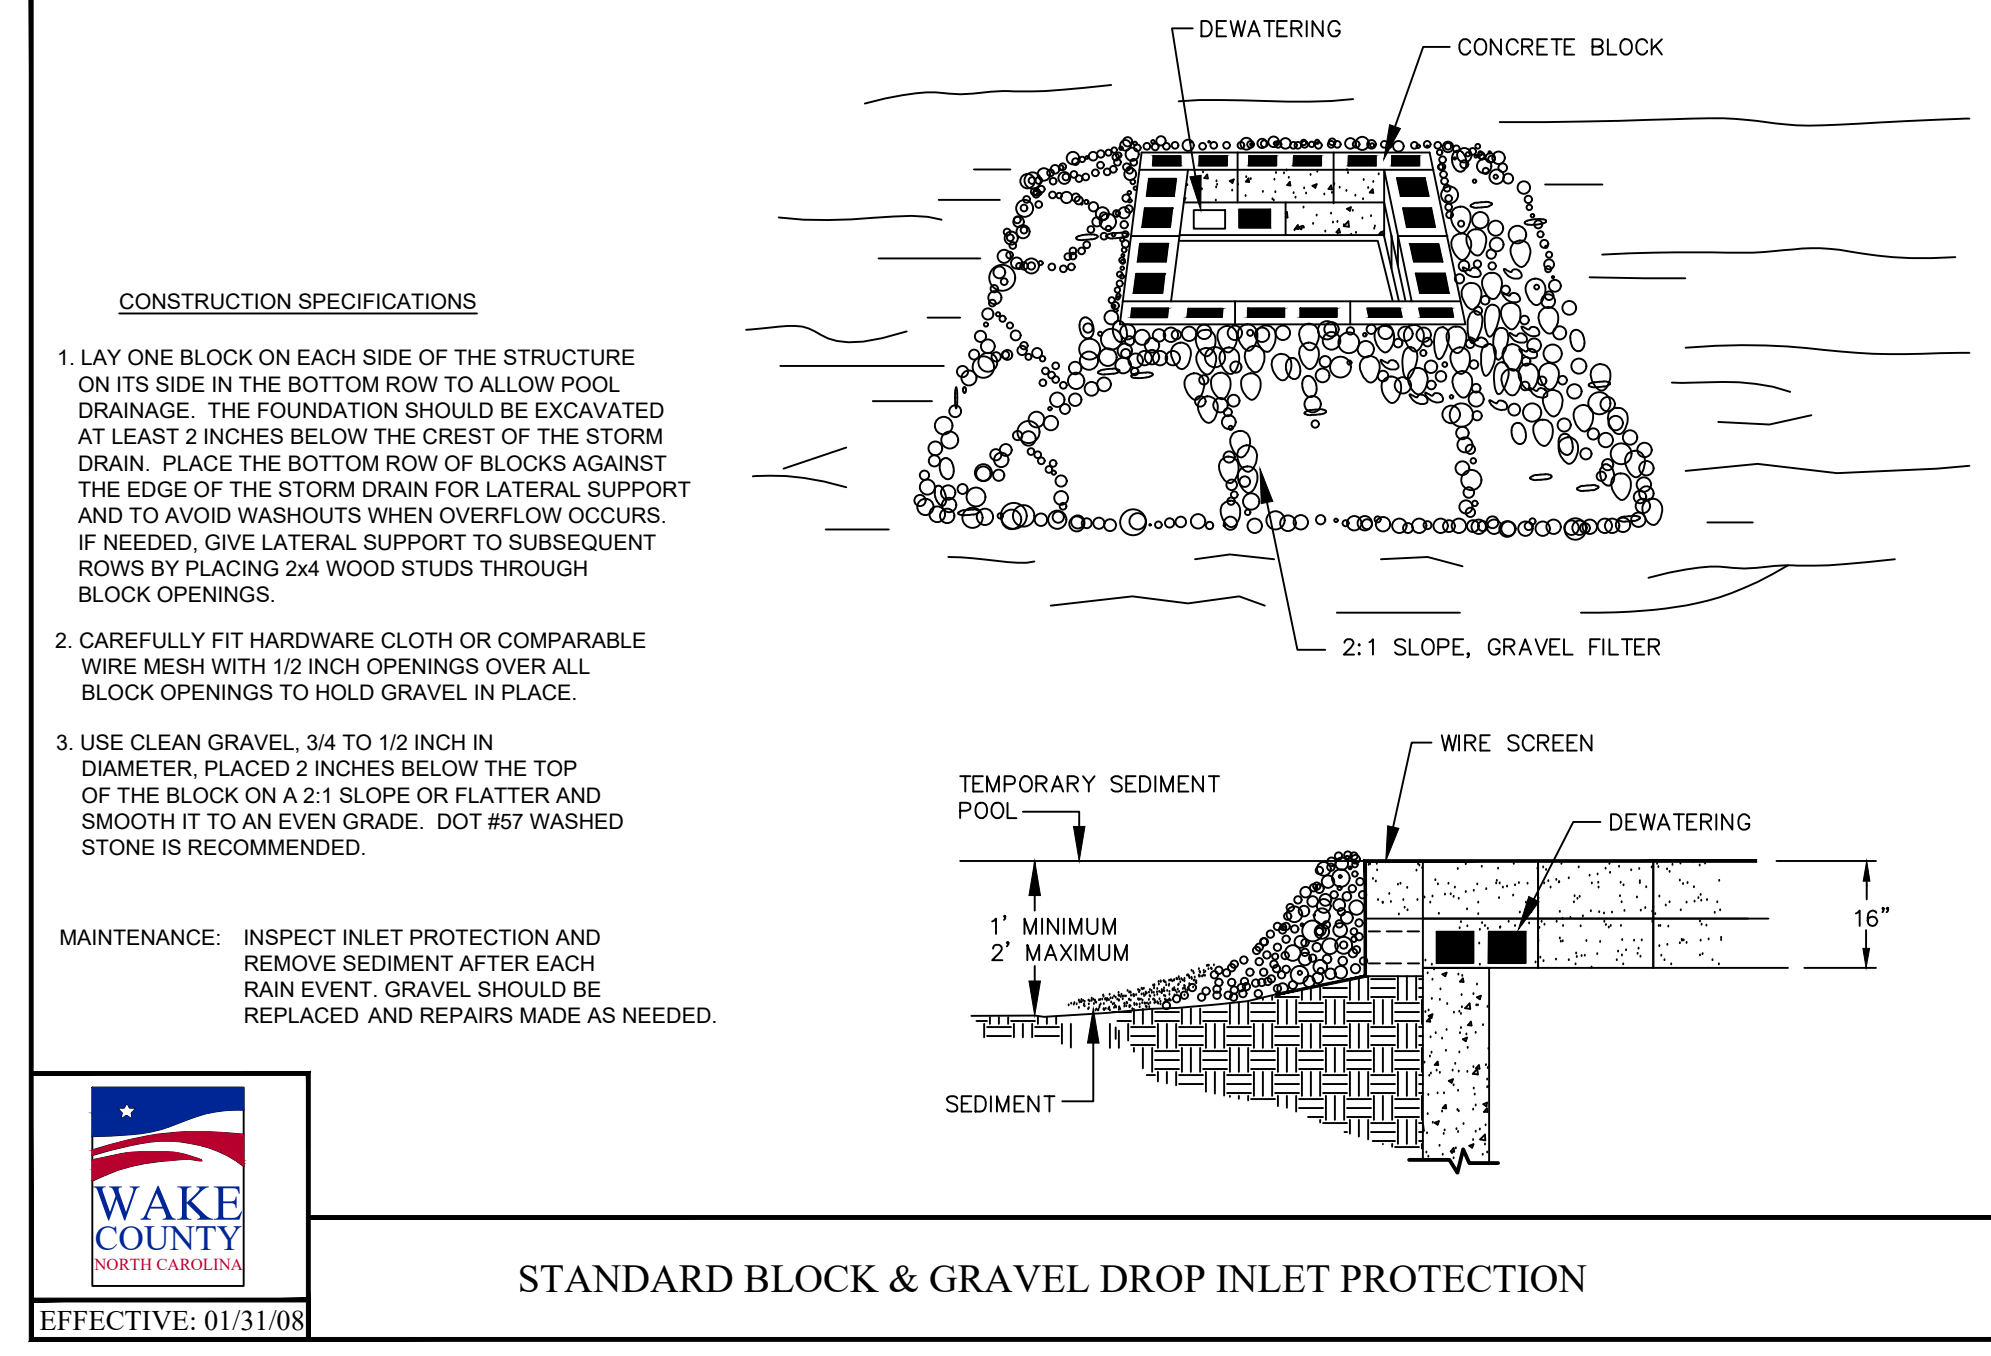 DEWATERING
CONCRETE BLOCK
CONSTRUCTION SPECIFICATIONS
1. LAY ONE BLOCK ON EACH SIDE OF THE STRUCTURE
ON ITS SIDE IN THE BOTTOM ROW TO ALLOW POOL
DRAINAGE. THE FOUNDATION SHOULD BE EXCAVATED
AT LEAST 2 INCHES BELOW THE CREST OF THE STORM
DRAIN. PLACE THE BOTTOM ROW OF BLOCKS AGAINST
THE EDGE OF THE STORM DRAIN FOR LATERAL SUPPORT
AND TO AVOID WASHOUTS WHEN OVERFLOW OCCURS.
IF NEEDED, GIVE LATERAL SUPPORT TO SUBSEQUENT
ROWS BY PLACING 2x4 WOOD STUDS THROUGH
BLOCK OPENINGS.
2. CAREFULLY FIT HARDWARE CLOTH OR COMPARABLE
WIRE MESH WITH 1/2 INCH OPENINGS OVER ALL
BLOCK OPENINGS TO HOLD GRAVEL IN PLACE.
3. USE CLEAN GRAVEL, 3/4 TO 1/2 INCH IN
DIAMETER, PLACED 2 INCHES BELOW THE TOP
OF THE BLOCK ON A 2:1 SLOPE OR FLATTER AND
SMOOTH IT TO AN EVEN GRADE. DOT #57 WASHED
STONE IS RECOMMENDED.
MAINTENANCE: INSPECT INLET PROTECTION AND
REMOVE SEDIMENT AFTER EACH
RAIN EVENT. GRAVEL SHOULD BE
REPLACED AND REPAIRS MADE AS NEEDED.
2:1 SLOPE, GRAVEL FILTER
WIRE SCREEN
TEMPORARY SEDIMENT
POOL
DEWATERING
1' MINIMUM
2' MAXIMUM
16"
SEDIMENT
WAKE
COUNTY
NORTH CAROLINA
EFFECTIVE: 01/31/08
STANDARD BLOCK & GRAVEL DROP INLET PROTECTION